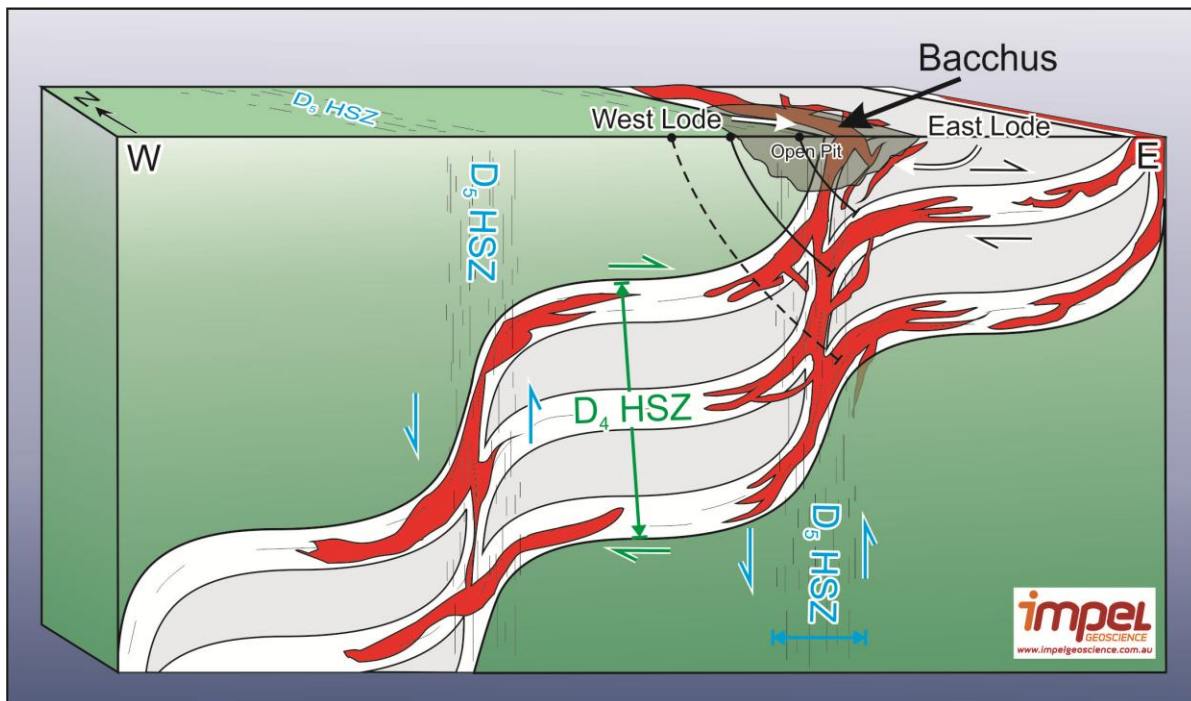 Bacchus
N
D5 HSZ
West Lode
East Lode
W
Open Pit
E
D5 HSZ
D4 HSZ
D5 HSZ
impel
GEOSCIENCE
www.impelgeoscience.com.au